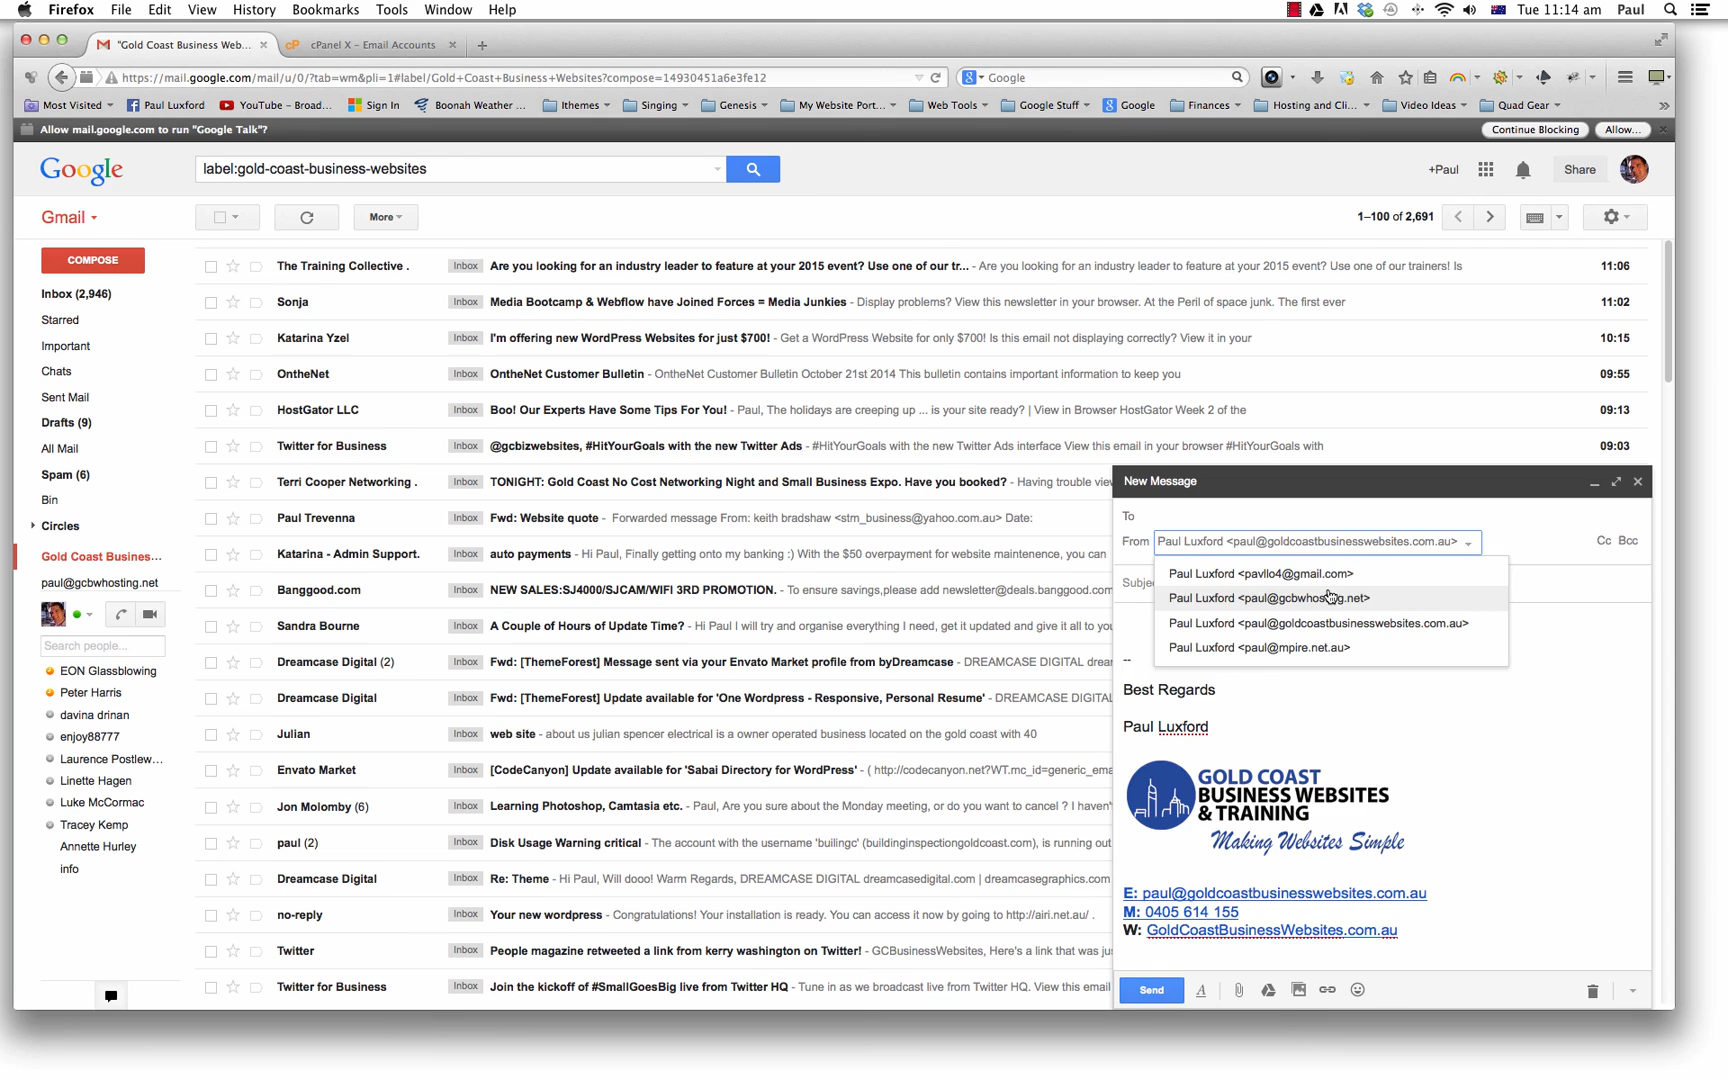 Firefox File Edit View History Bookmarks Tools Window Help Tue 11:14 am Paul
"Gold Coast Business Web... cPanel X – Email Accounts
https://mail.google.com/mail/u/0/?tab=wm&pli=1#label/Gold+Coast+Business+Websites?compose=14930451a6e3fe12 Google
Most Visited Paul Luxford YouTube - Broad... Sign In Boonah Weather ... Ithemes Singing Genesis My Website Port... Web Tools Google Stuff Google Finances Hosting and Cli... Video Ideas Quad Gear
Allow mail.google.com to run "Google Talk"? Continue Blocking Allow...
Google label:gold-coast-business-websites +Paul Share
Gmail More 1–100 of 2,691
COMPOSE
Inbox (2,946)
Starred
Important
Chats
Sent Mail
Drafts (9)
All Mail
Spam (6)
Bin
Circles
Gold Coast Busines...
paul@gcbwhosting.net
Search people...
EON Glassblowing
Peter Harris
davina drinan
enjoy88777
Laurence Postlew...
Linette Hagen
Luke McCormac
Tracey Kemp
Annette Hurley
info
The Training Collective . Inbox Are you looking for an industry leader to feature at your 2015 event? Use one of our tr... - Are you looking for an industry leader to feature at your 2015 event? Use one of our trainers! Is 11:06
Sonja Inbox Media Bootcamp & Webflow have Joined Forces = Media Junkies - Display problems? View this newsletter in your browser. At the Peril of space junk. The first ever 11:02
Katarina Yzel Inbox I'm offering new WordPress Websites for just $700! - Get a WordPress Website for only $700! Is this email not displaying correctly? View it in your 10:15
OntheNet Inbox OntheNet Customer Bulletin - OntheNet Customer Bulletin October 21st 2014 This bulletin contains important information to keep you 09:55
HostGator LLC Inbox Boo! Our Experts Have Some Tips For You! - Paul, The holidays are creeping up ... is your site ready? | View in Browser HostGator Week 2 of the 09:13
Twitter for Business Inbox @gcbizwebsites, #HitYourGoals with the new Twitter Ads - #HitYourGoals with the new Twitter Ads interface View this email in your browser #HitYourGoals with 09:03
Terri Cooper Networking . Inbox TONIGHT: Gold Coast No Cost Networking Night and Small Business Expo. Have you booked? - Having trouble view
Paul Trevenna Inbox Fwd: Website quote - Forwarded message From: keith bradshaw <stm_business@yahoo.com.au> Date:
Katarina - Admin Support. Inbox auto payments - Hi Paul, Finally getting onto my banking :) With the $50 overpayment for website maintenence, you can
Banggood.com Inbox NEW SALES:SJ4000/SJCAM/WIFI 3RD PROMOTION. - To ensure savings,please add newsletter@deals.banggood.com
Sandra Bourne Inbox A Couple of Hours of Update Time? - Hi Paul I will try and organise everything I need, get it updated and give it all to you
Dreamcase Digital (2) Inbox Fwd: [ThemeForest] Message sent via your Envato Market profile from byDreamcase - DREAMCASE DIGITAL
Dreamcase Digital Inbox Fwd: [ThemeForest] Update available for 'One Wordpress - Responsive, Personal Resume' - DREAMCASE DIGITAL
Julian Inbox web site - about us julian spencer electrical is a owner operated business located on the gold coast with 40
Envato Market Inbox [CodeCanyon] Update available for 'Sabai Directory for WordPress' - ( http://codecanyon.net?WT.mc_id=generic_ema
Jon Molomby (6) Inbox Learning Photoshop, Camtasia etc. - Paul, Are you sure about the Monday meeting, or do you want to cancel ? I haven't
paul (2) Inbox Disk Usage Warning critical - The account with the username 'builingc' (buildinginspectiongoldcoast.com), is running out
Dreamcase Digital Inbox Re: Theme - Hi Paul, Will dooo! Warm Regards, DREAMCASE DIGITAL dreamcasedigital.com | dreamcasegraphics.com
no-reply Inbox Your new wordpress - Congratulations! Your installation is ready. You can access it now by going to http://airi.net.au/ .
Twitter Inbox People magazine retweeted a link from kerry washington on Twitter! - GCBusinessWebsites, Here's a link that was jus
Twitter for Business Inbox Join the kickoff of #SmallGoesBig live from Twitter HQ - Tune in as we broadcast live from Twitter HQ. View this email
New Message
To
From Paul Luxford <paul@goldcoastbusinesswebsites.com.au> Cc Bcc
Paul Luxford <pavllo4@gmail.com>
Subje
Paul Luxford <paul@gcbwhosting.net>
Paul Luxford <paul@goldcoastbusinesswebsites.com.au>
Paul Luxford <paul@mpire.net.au>
--
Best Regards
Paul Luxford
GOLD COAST
BUSINESS WEBSITES
& TRAINING
Making Websites Simple
E: paul@goldcoastbusinesswebsites.com.au
M: 0405 614 155
W: GoldCoastBusinessWebsites.com.au
Send